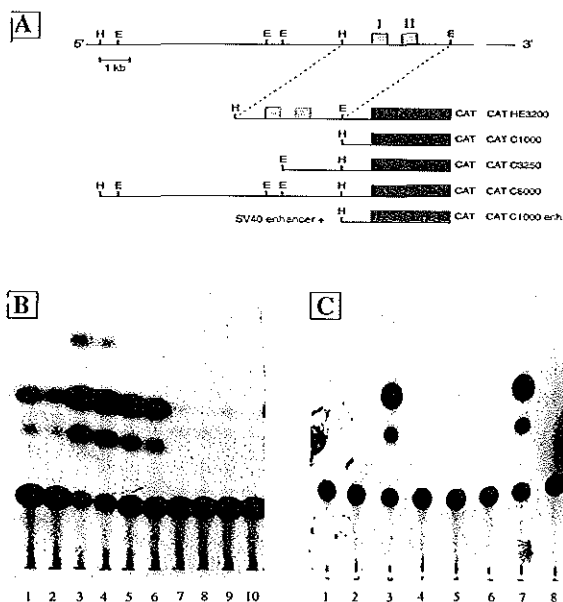 A
I II
H E E E H E
5' 3'
1 kb
H E
CAT CAT HE3200
H
CAT CAT C1000
E H
CAT CAT C3250
H E E E H
CAT CAT C6000
SV40 enhancer + H
CAT CAT C1000 enh
B
C
1 2 3 4 5 6 7 8 9 10
1 2 3 4 5 6 7 8